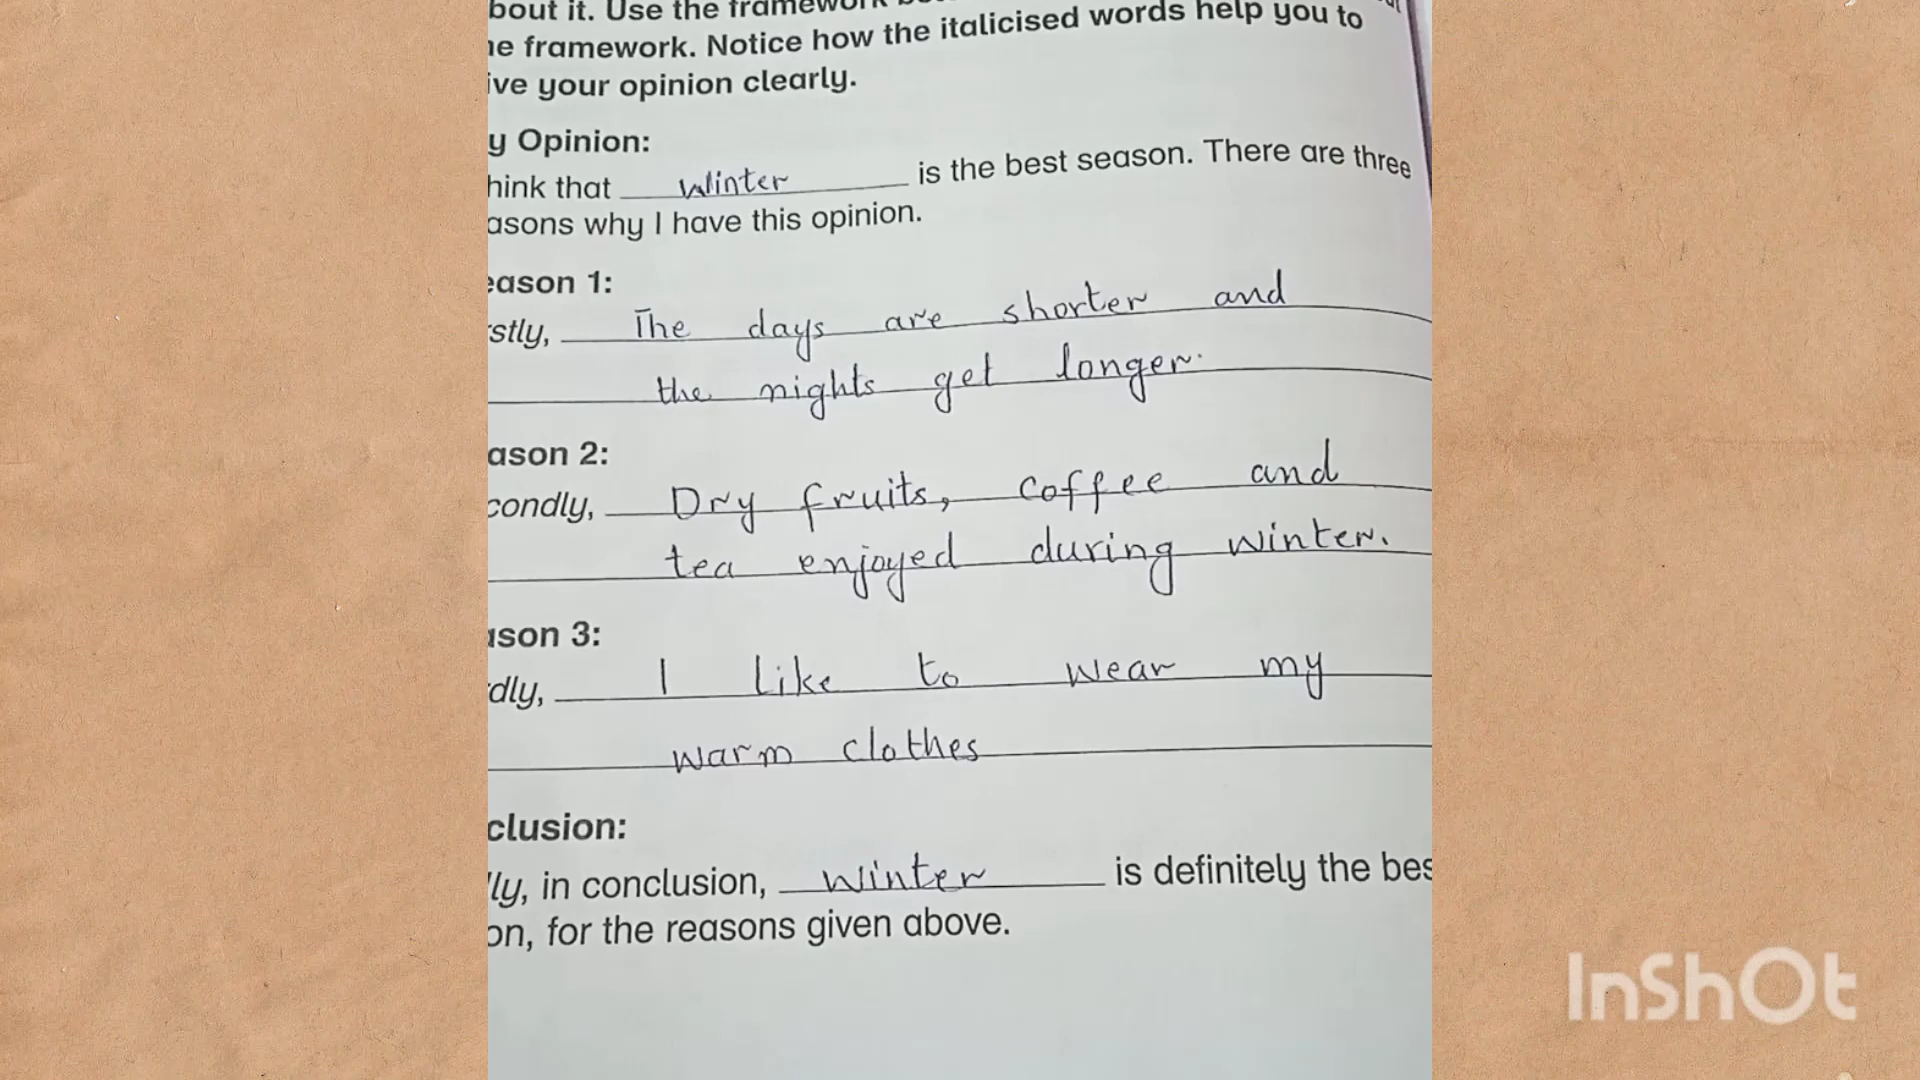 bout it. Use the framework
e framework. Notice how the italicised words help you to
ive your opinion clearly.
y Opinion:
hink that Winter is the best season. There are three
asons why I have this opinion.
eason 1:
stly, The days are shorter and
the nights get longer.
ason 2:
condly, Dry fruits, coffee and
tea enjoyed during winter.
ason 3:
dly, I like to wear my
warm clothes
clusion:
lly, in conclusion, Winter is definitely the bes
on, for the reasons given above.
InShOt